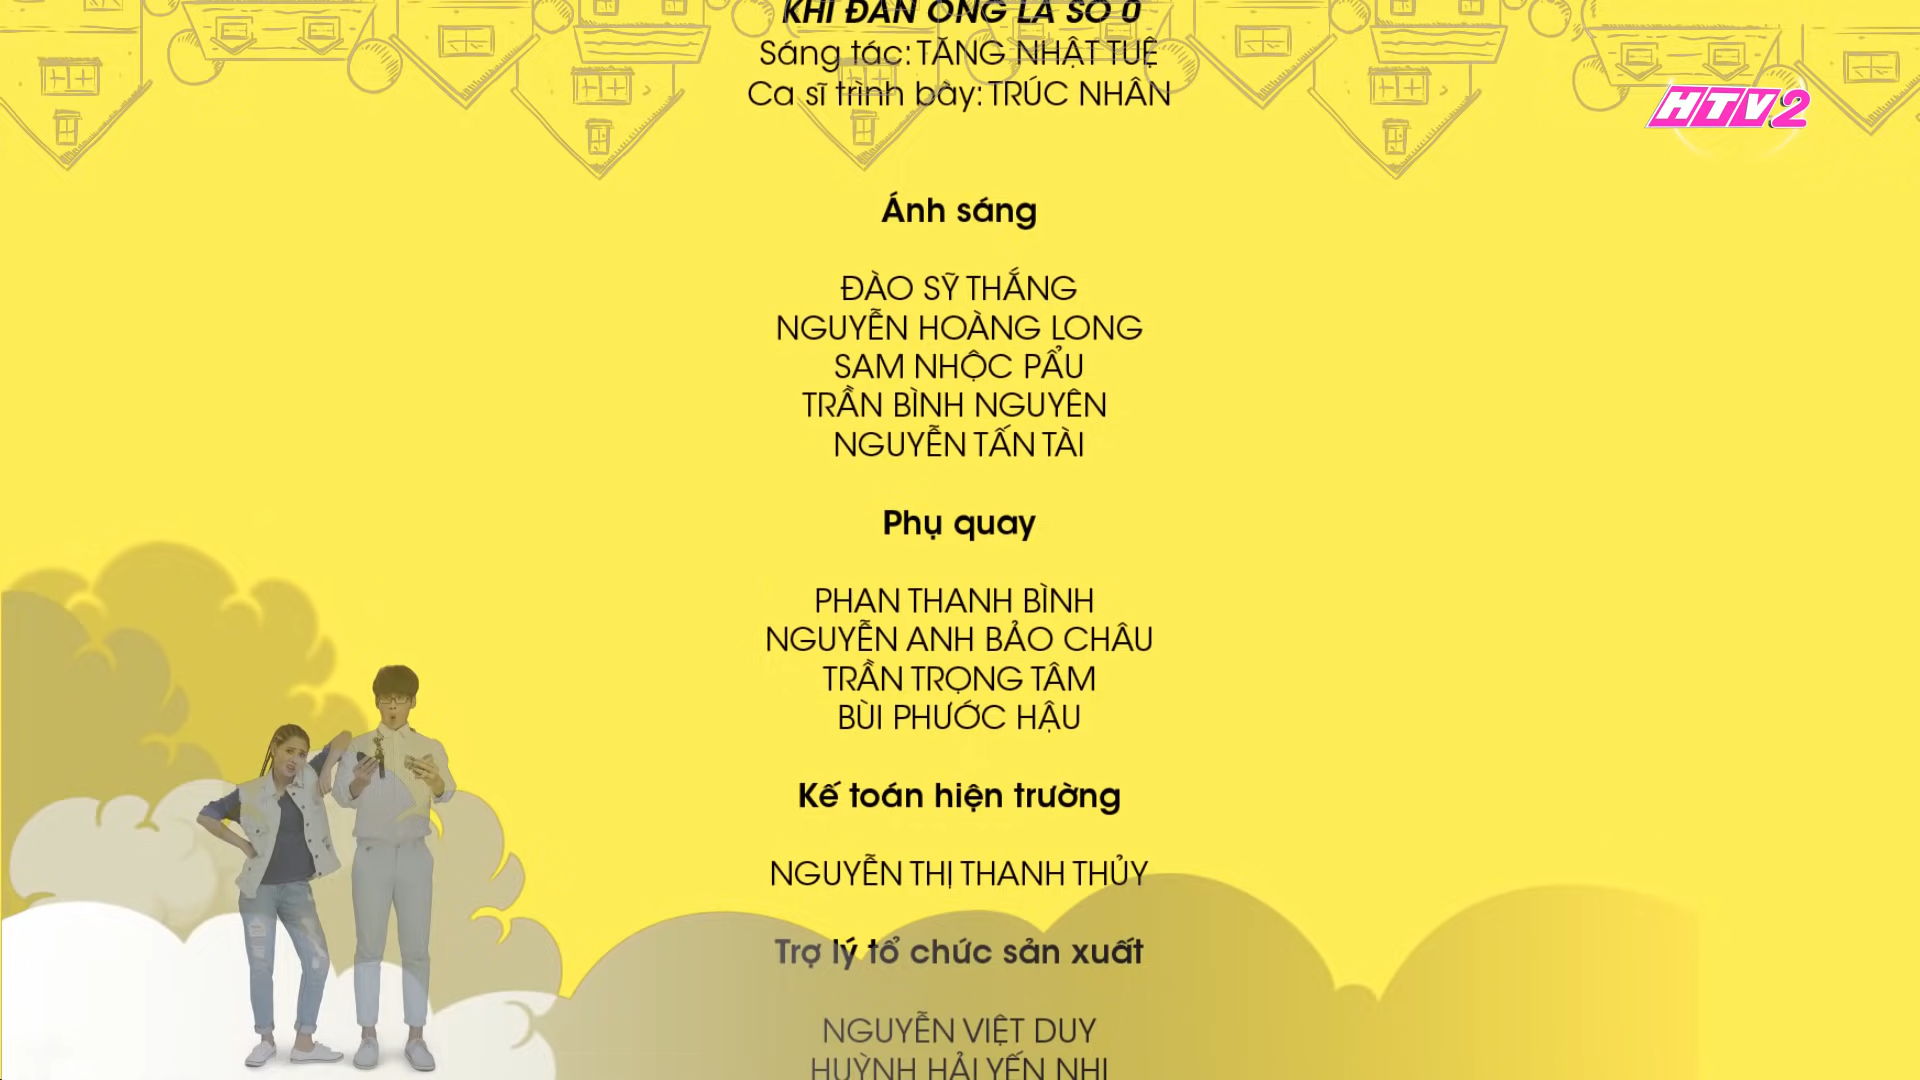 KHI ĐÀN ÔNG LÀ SỐ 0
Sáng tác: TĂNG NHẬT TUỆ
Ca sĩ trình bày: TRÚC NHÂN
HTV2
Ánh sáng
ĐÀO SỸ THẮNG
NGUYỄN HOÀNG LONG
SAM NHỘC PẨU
TRẦN BÌNH NGUYÊN
NGUYỄN TẤN TÀI
Phụ quay
PHAN THANH BÌNH
NGUYỄN ANH BẢO CHÂU
TRẦN TRỌNG TÂM
BÙI PHƯỚC HẬU
Kế toán hiện trường
NGUYỄN THỊ THANH THỦY
Trợ lý tổ chức sản xuất
NGUYỄN VIỆT DUY
HUỲNH HẢI YẾN NHI